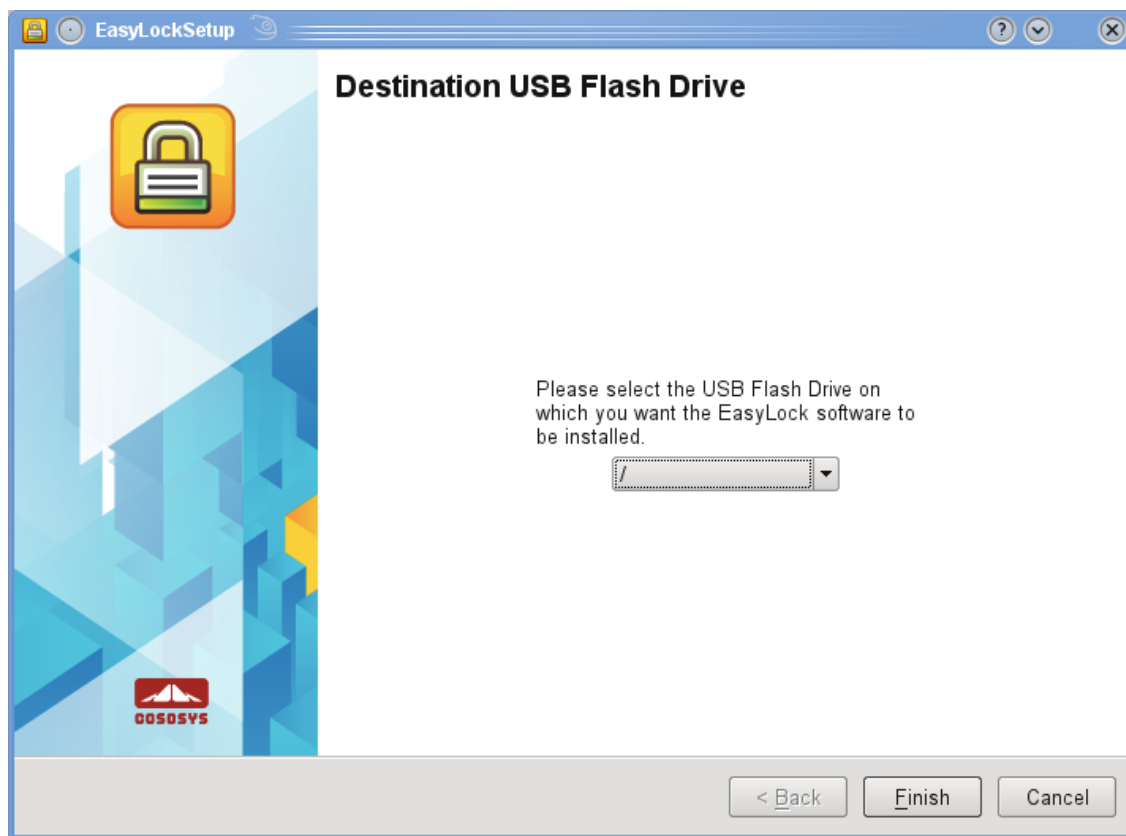 EasyLockSetup
Destination USB Flash Drive
Please select the USB Flash Drive on
which you want the EasyLock software to
be installed.
/
COSOSYS
< Back
Finish
Cancel